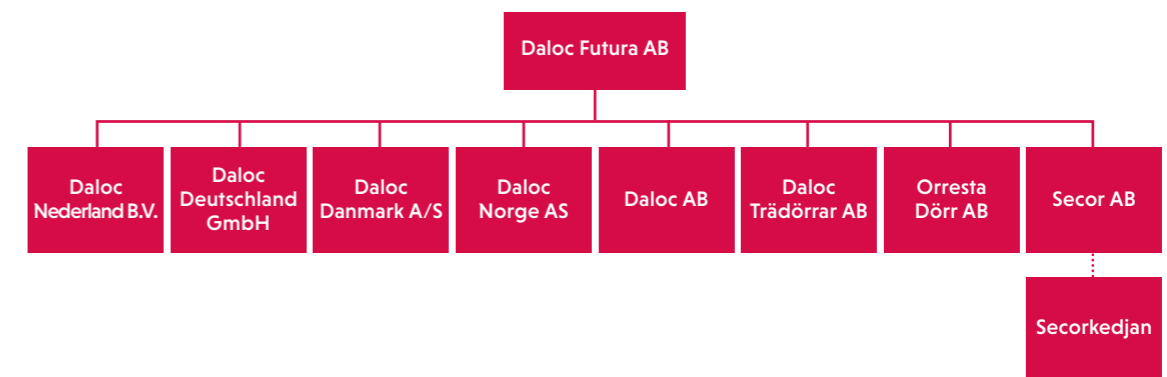 Daloc Futura AB
Daloc
Nederland B.V.
Daloc
Deutschland
GmbH
Daloc
Danmark A/S
Daloc
Norge AS
Daloc AB
Daloc
Trädörrar AB
Orresta
Dörr AB
Secor AB
Secorkedjan